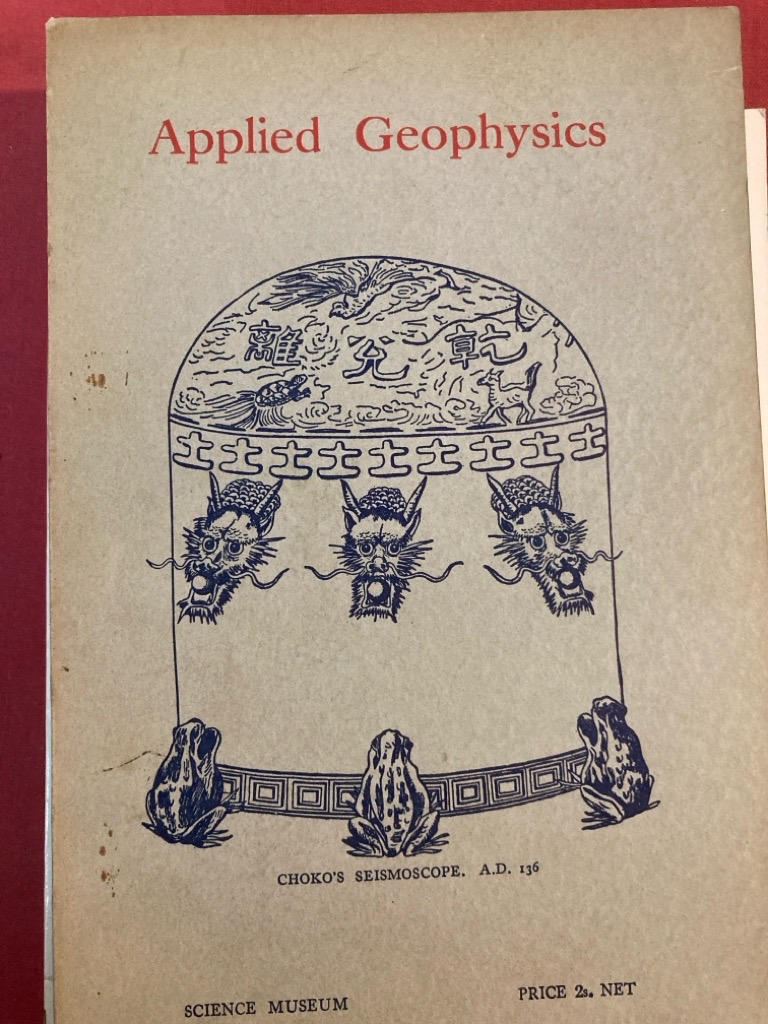 Applied Geophysics
離 兌 乾
CHOKO'S SEISMOSCOPE. A.D. 136
SCIENCE MUSEUM
PRICE 2s. NET